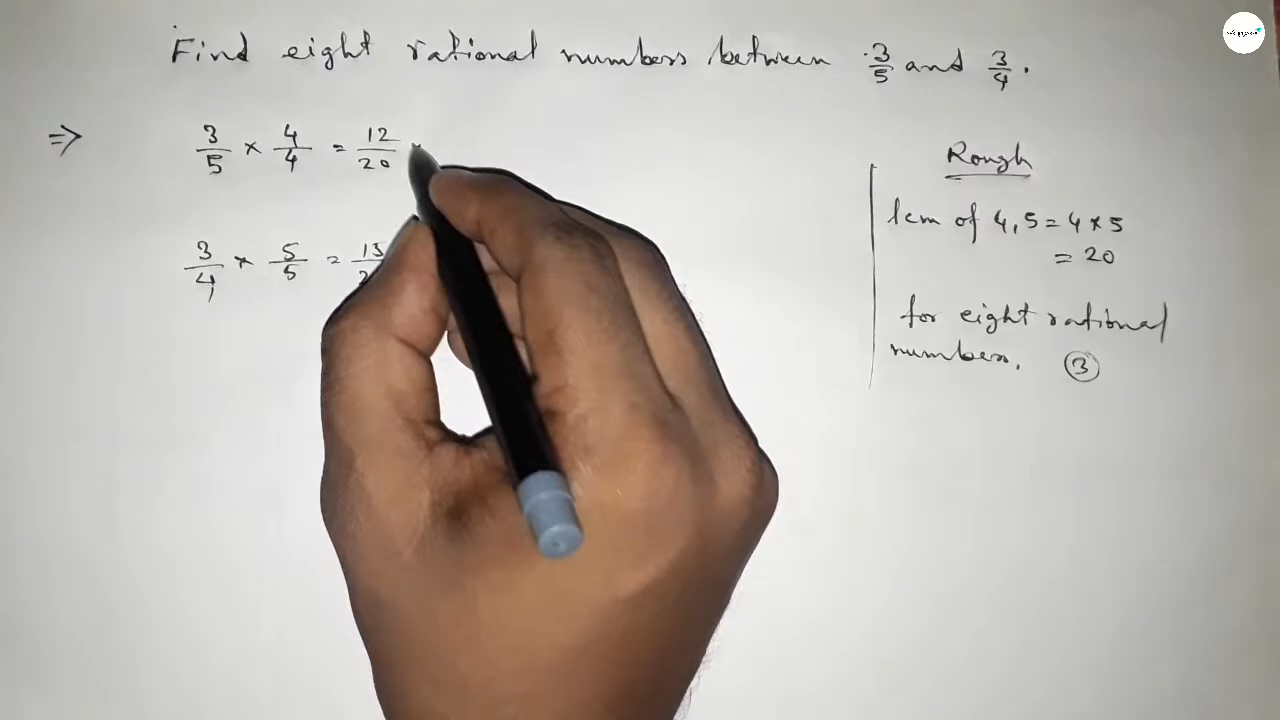 Find eight rational numbers between 3/5 and 3/4.
⇒ 3/5 × 4/4 = 12/20
3/4 × 5/5 = 15/
Rough
lcm of 4, 5 = 4 × 5
= 20
for eight rational
numbers. ③